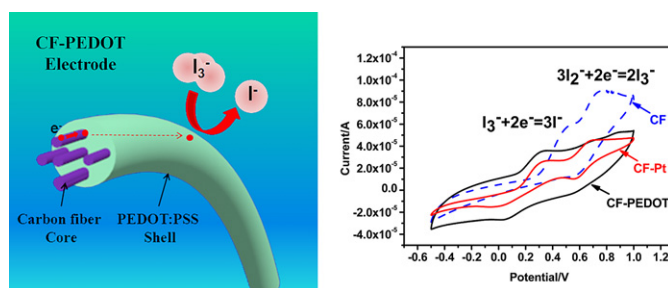 CF-PEDOT
Electrode
I₃⁻
I⁻
e⁻
Carbon fiber
Core
PEDOT:PSS
Shell
1.2x10⁻⁴
1.0x10⁻⁴
8.0x10⁻⁵
6.0x10⁻⁵
4.0x10⁻⁵
2.0x10⁻⁵
0.0
-2.0x10⁻⁵
-4.0x10⁻⁵
Current/A
3I₂⁻+2e⁻=2I₃⁻
I₃⁻+2e⁻=3I⁻
CF
CF-Pt
CF-PEDOT
-0.6 -0.4 -0.2 0.0 0.2 0.4 0.6 0.8 1.0 1.2
Potential/V